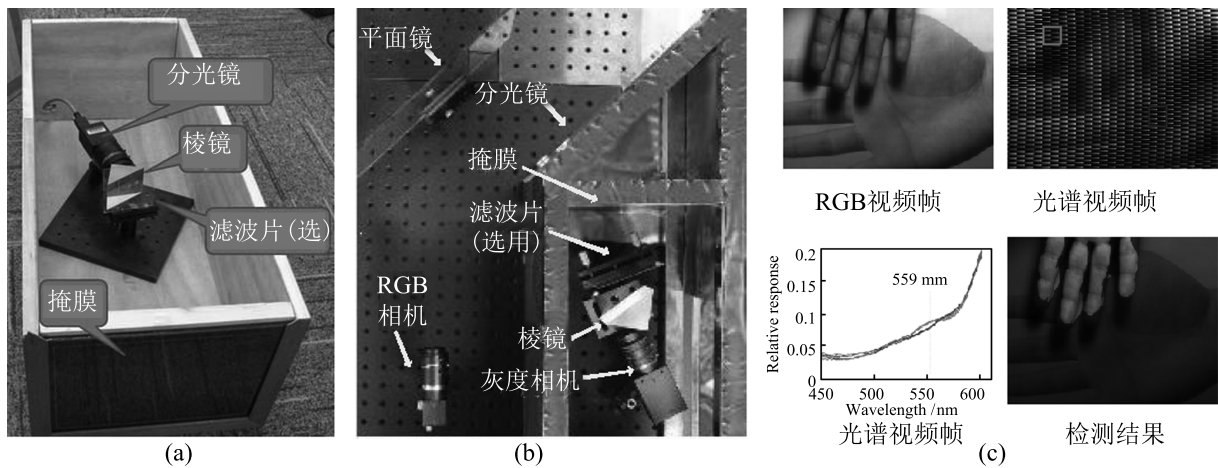 分光镜
棱镜
滤波片(选)
掩膜
(a)
平面镜
分光镜
掩膜
滤波片
(选用)
RGB
相机
棱镜
灰度相机
(b)
RGB视频帧
光谱视频帧
Relative response
0.2
0.15
0.10
0.05
0
559 mm
450
500
550
600
Wavelength /nm
光谱视频帧
检测结果
(c)